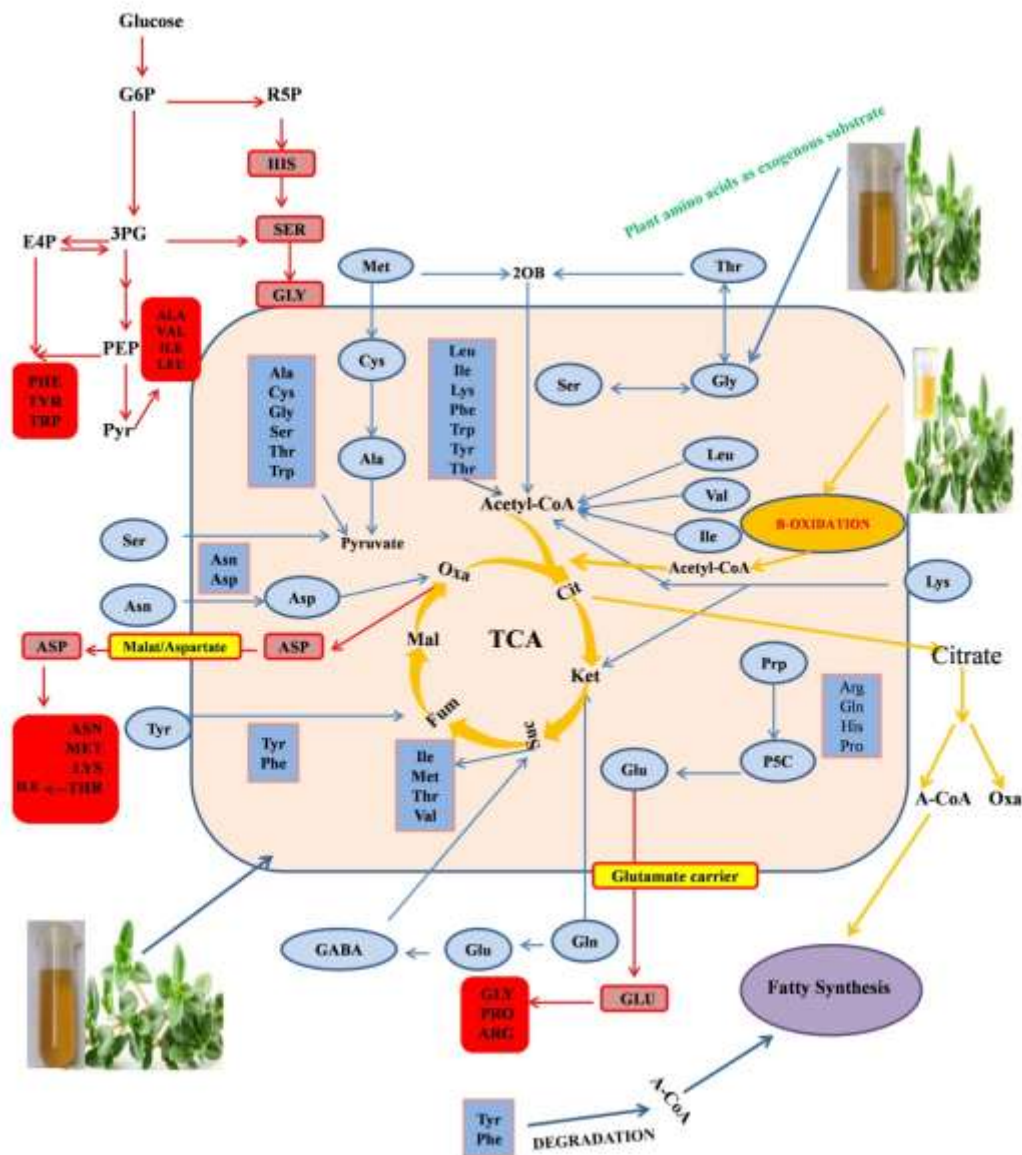 Glucose
G6P
R5P
HIS
E4P
3PG
SER
GLY
PEP
ALA
VAL
ILE
LEU
PHE
TYR
TRP
Pyr
Plant amino acids as exogenous substrate
Met
2OB
Thr
Cys
Ala
Cys
Gly
Ser
Thr
Trp
Leu
Ile
Lys
Phe
Trp
Tyr
Thr
Ser
Gly
Ala
Leu
Val
Ile
Acetyl-CoA
B-OXIDATION
Ser
Pyruvate
Asn
Asp
Acetyl-CoA
Lys
Asn
Asp
Oxa
Cit
ASP
Malat/Aspartate
ASP
Mal
TCA
Ket
Citrate
Prp
Arg
Gln
His
Pro
ASN
MET
LYS
ILE
THR
Tyr
Tyr
Phe
Fum
Suc
Ile
Met
Thr
Val
Glu
P5C
A-CoA
Oxa
Glutamate carrier
GABA
Glu
Gln
GLY
PRO
ARG
GLU
Fatty Synthesis
A-CoA
Tyr
Phe
DEGRADATION